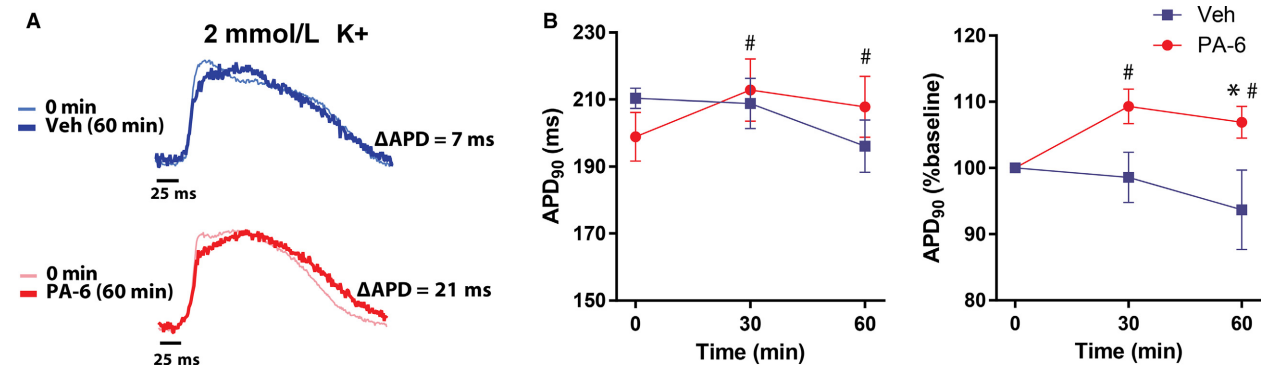 A
2 mmol/L K+
0 min
Veh (60 min)
ΔAPD = 7 ms
25 ms
0 min
PA-6 (60 min)
ΔAPD = 21 ms
25 ms
B
230
210
190
170
150
APD90 (ms)
#
#
0 30 60
Time (min)
Veh
PA-6
120
110
100
90
80
APD90 (%baseline)
#
* #
0 30 60
Time (min)